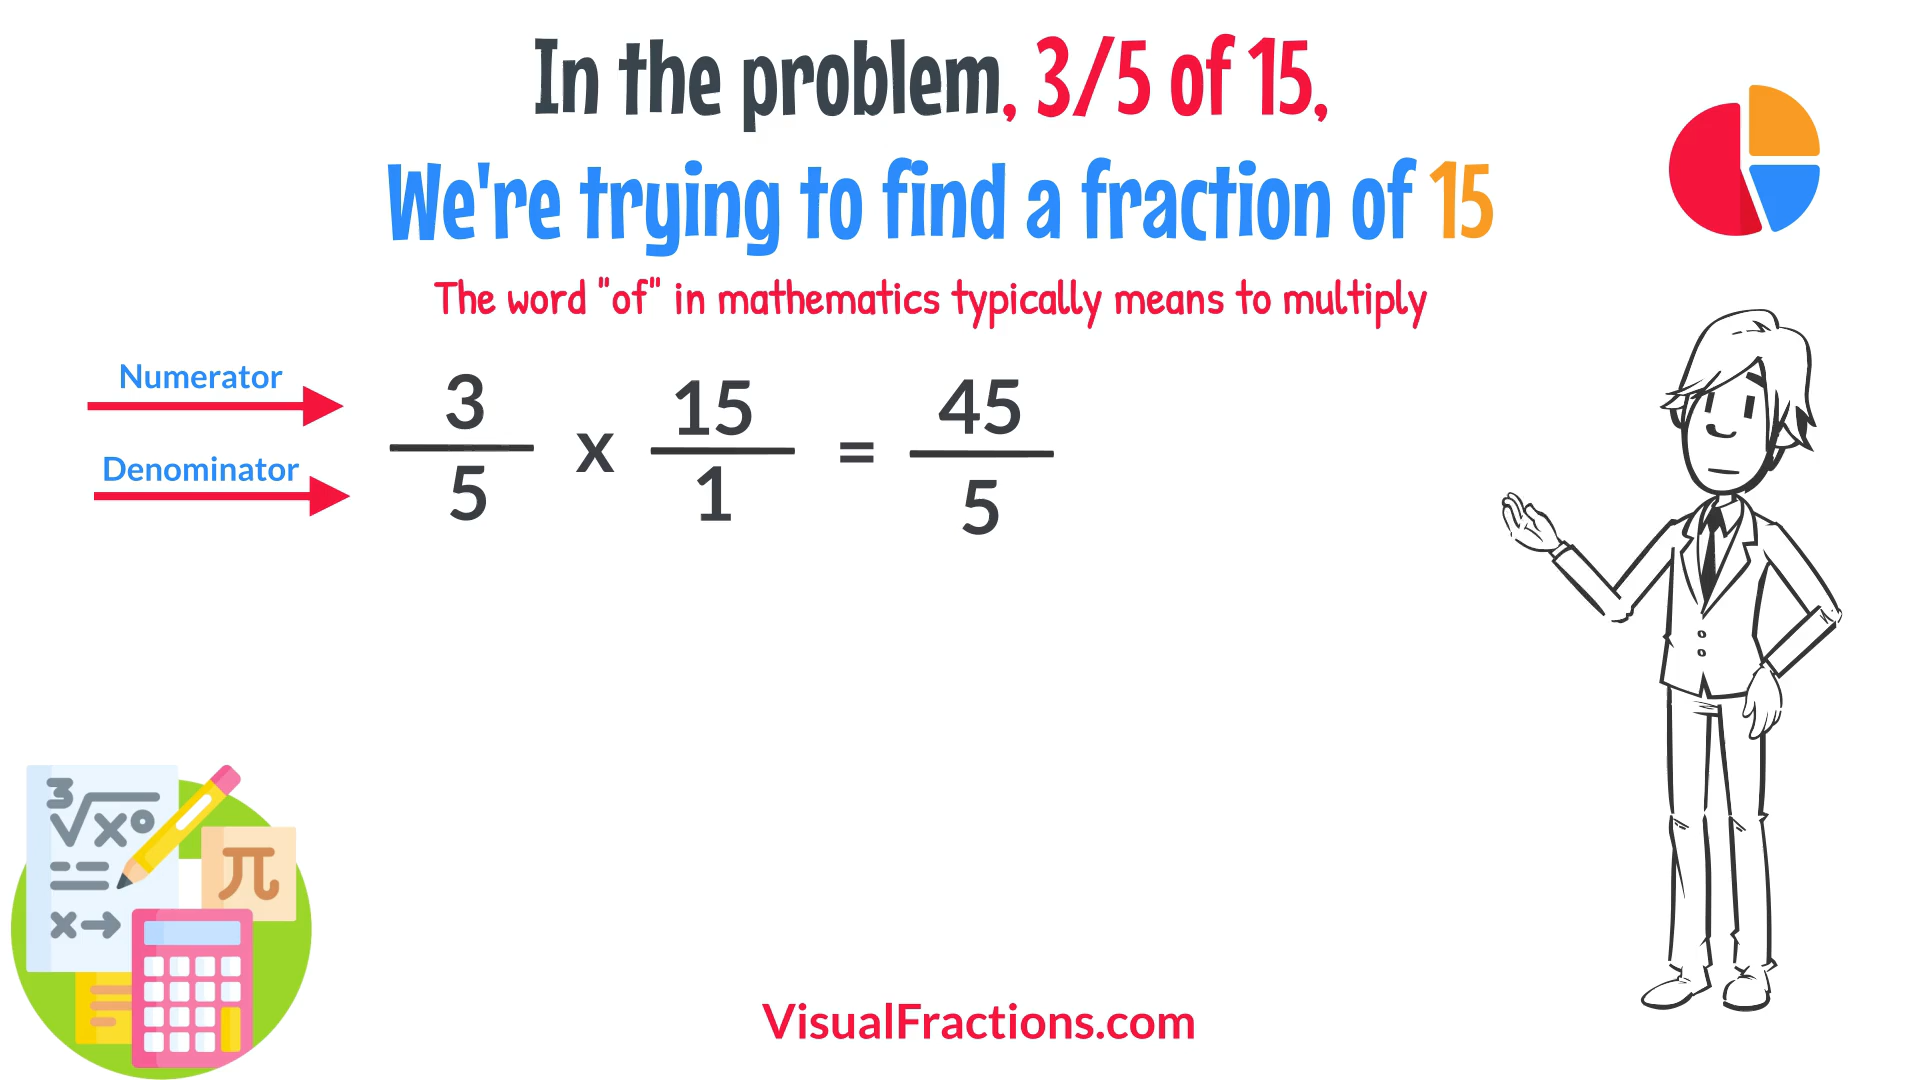 In the problem, 3/5 of 15,
We're trying to find a fraction of 15
The word "of" in mathematics typically means to multiply
Numerator
Denominator
3 x 15 = 45
5 1 5
3√x°
x→
π
VisualFractions.com